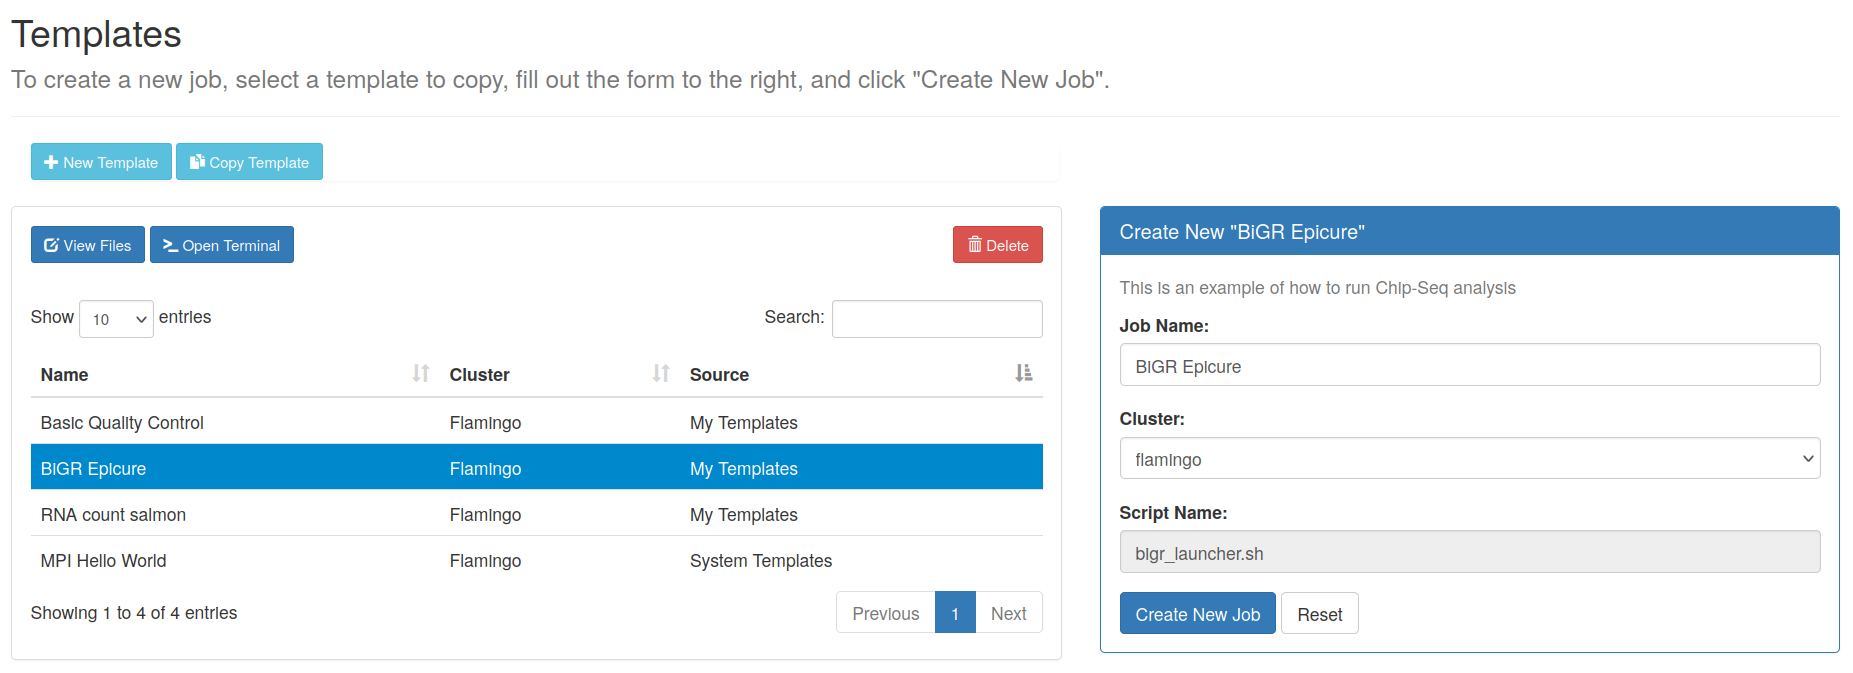 Templates
To create a new job, select a template to copy, fill out the form to the right, and click "Create New Job".
New Template Copy Template
View Files Open Terminal Delete
Show 10 entries Search:
Name Cluster Source
Basic Quality Control Flamingo My Templates
BiGR Epicure Flamingo My Templates
RNA count salmon Flamingo My Templates
MPI Hello World Flamingo System Templates
Showing 1 to 4 of 4 entries Previous 1 Next
Create New "BiGR Epicure"
This is an example of how to run Chip-Seq analysis
Job Name:
BiGR Epicure
Cluster:
flamingo
Script Name:
bigr_launcher.sh
Create New Job Reset